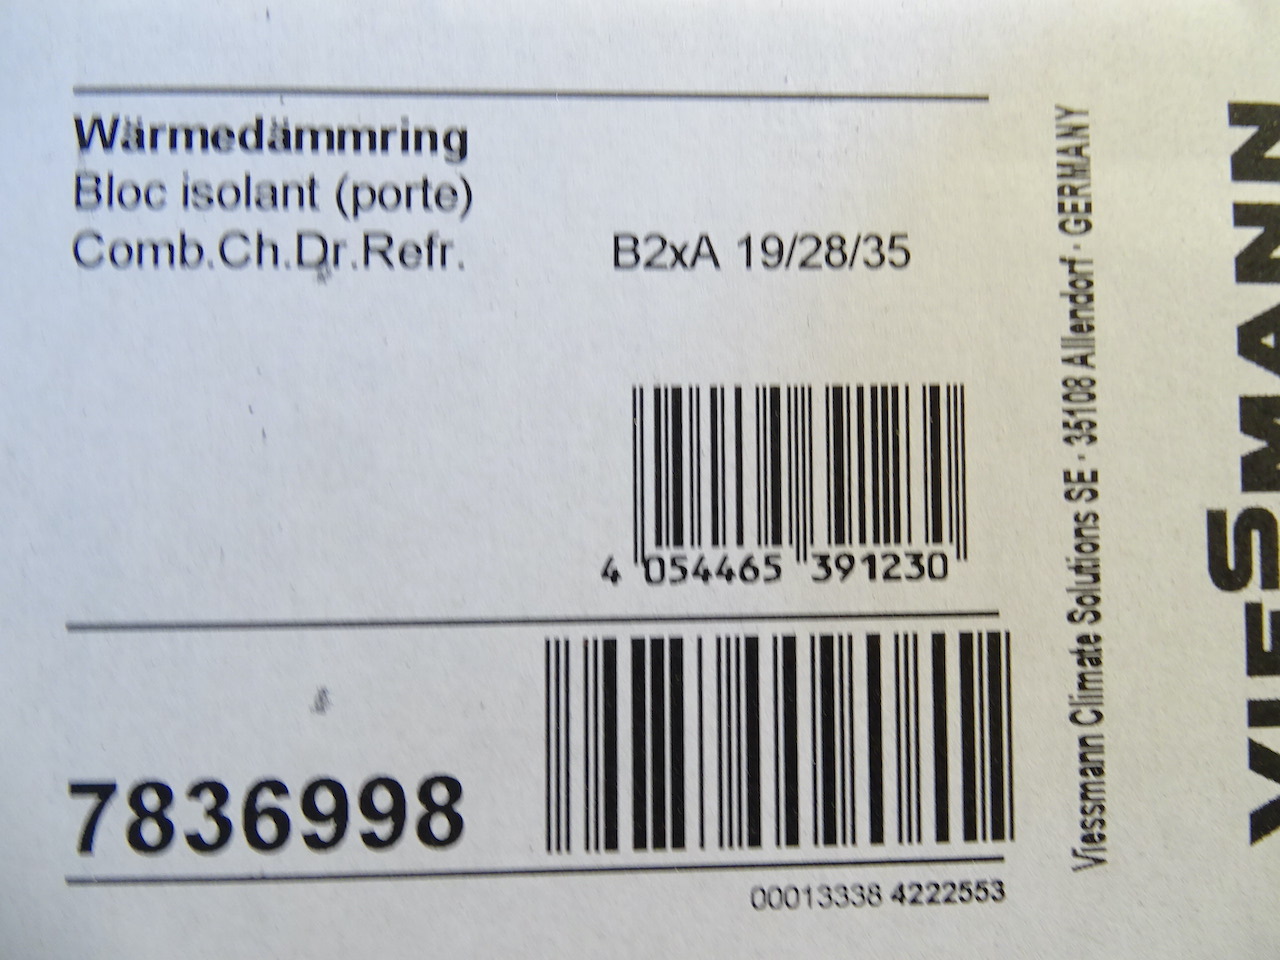 Wärmedämmring
Bloc isolant (porte)
Comb.Ch.Dr.Refr. B2xA 19/28/35
4 054465 391230
7836998
00013338 4222553
Viessmann Climate Solutions SE · 35108 Allendorf · GERMANY
VIESMANN